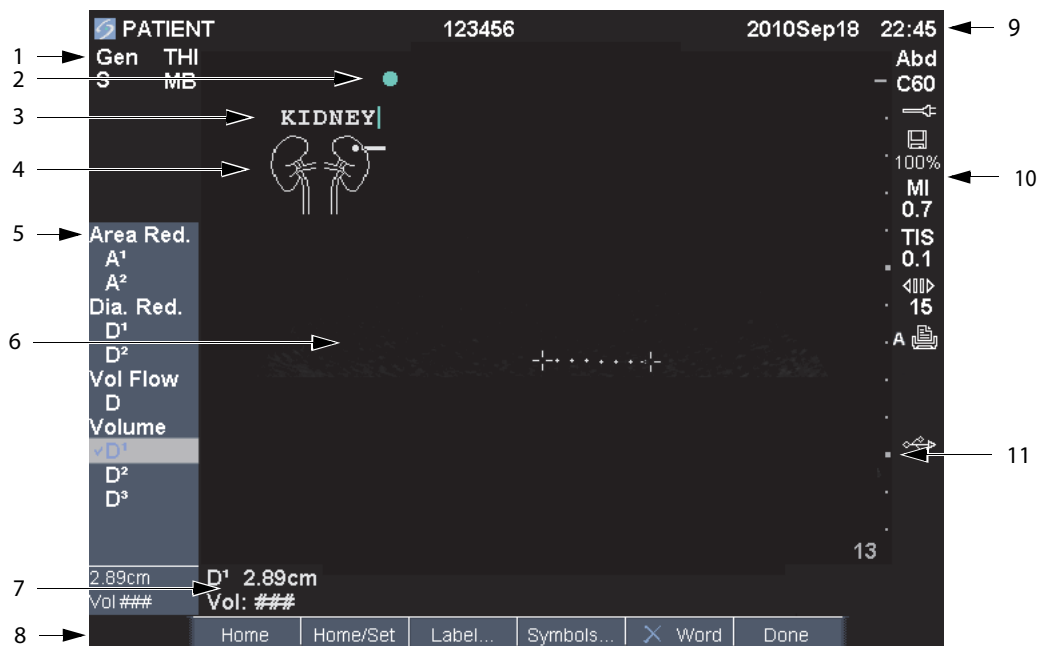 PATIENT 123456 2010Sep18 22:45 9
1 Gen THI Abd
2 S MB C60
3 KIDNEY
4 100% 10
MI
0.7
5 Area Red. TIS
A¹ 0.1
A²
Dia. Red. 15
D¹
6 D² A
Vol Flow
D
Volume
✓D¹ 11
D²
D³
13
2.89cm D¹ 2.89cm
7 Vol ### Vol: ###
8 Home Home/Set Label... Symbols... X Word Done